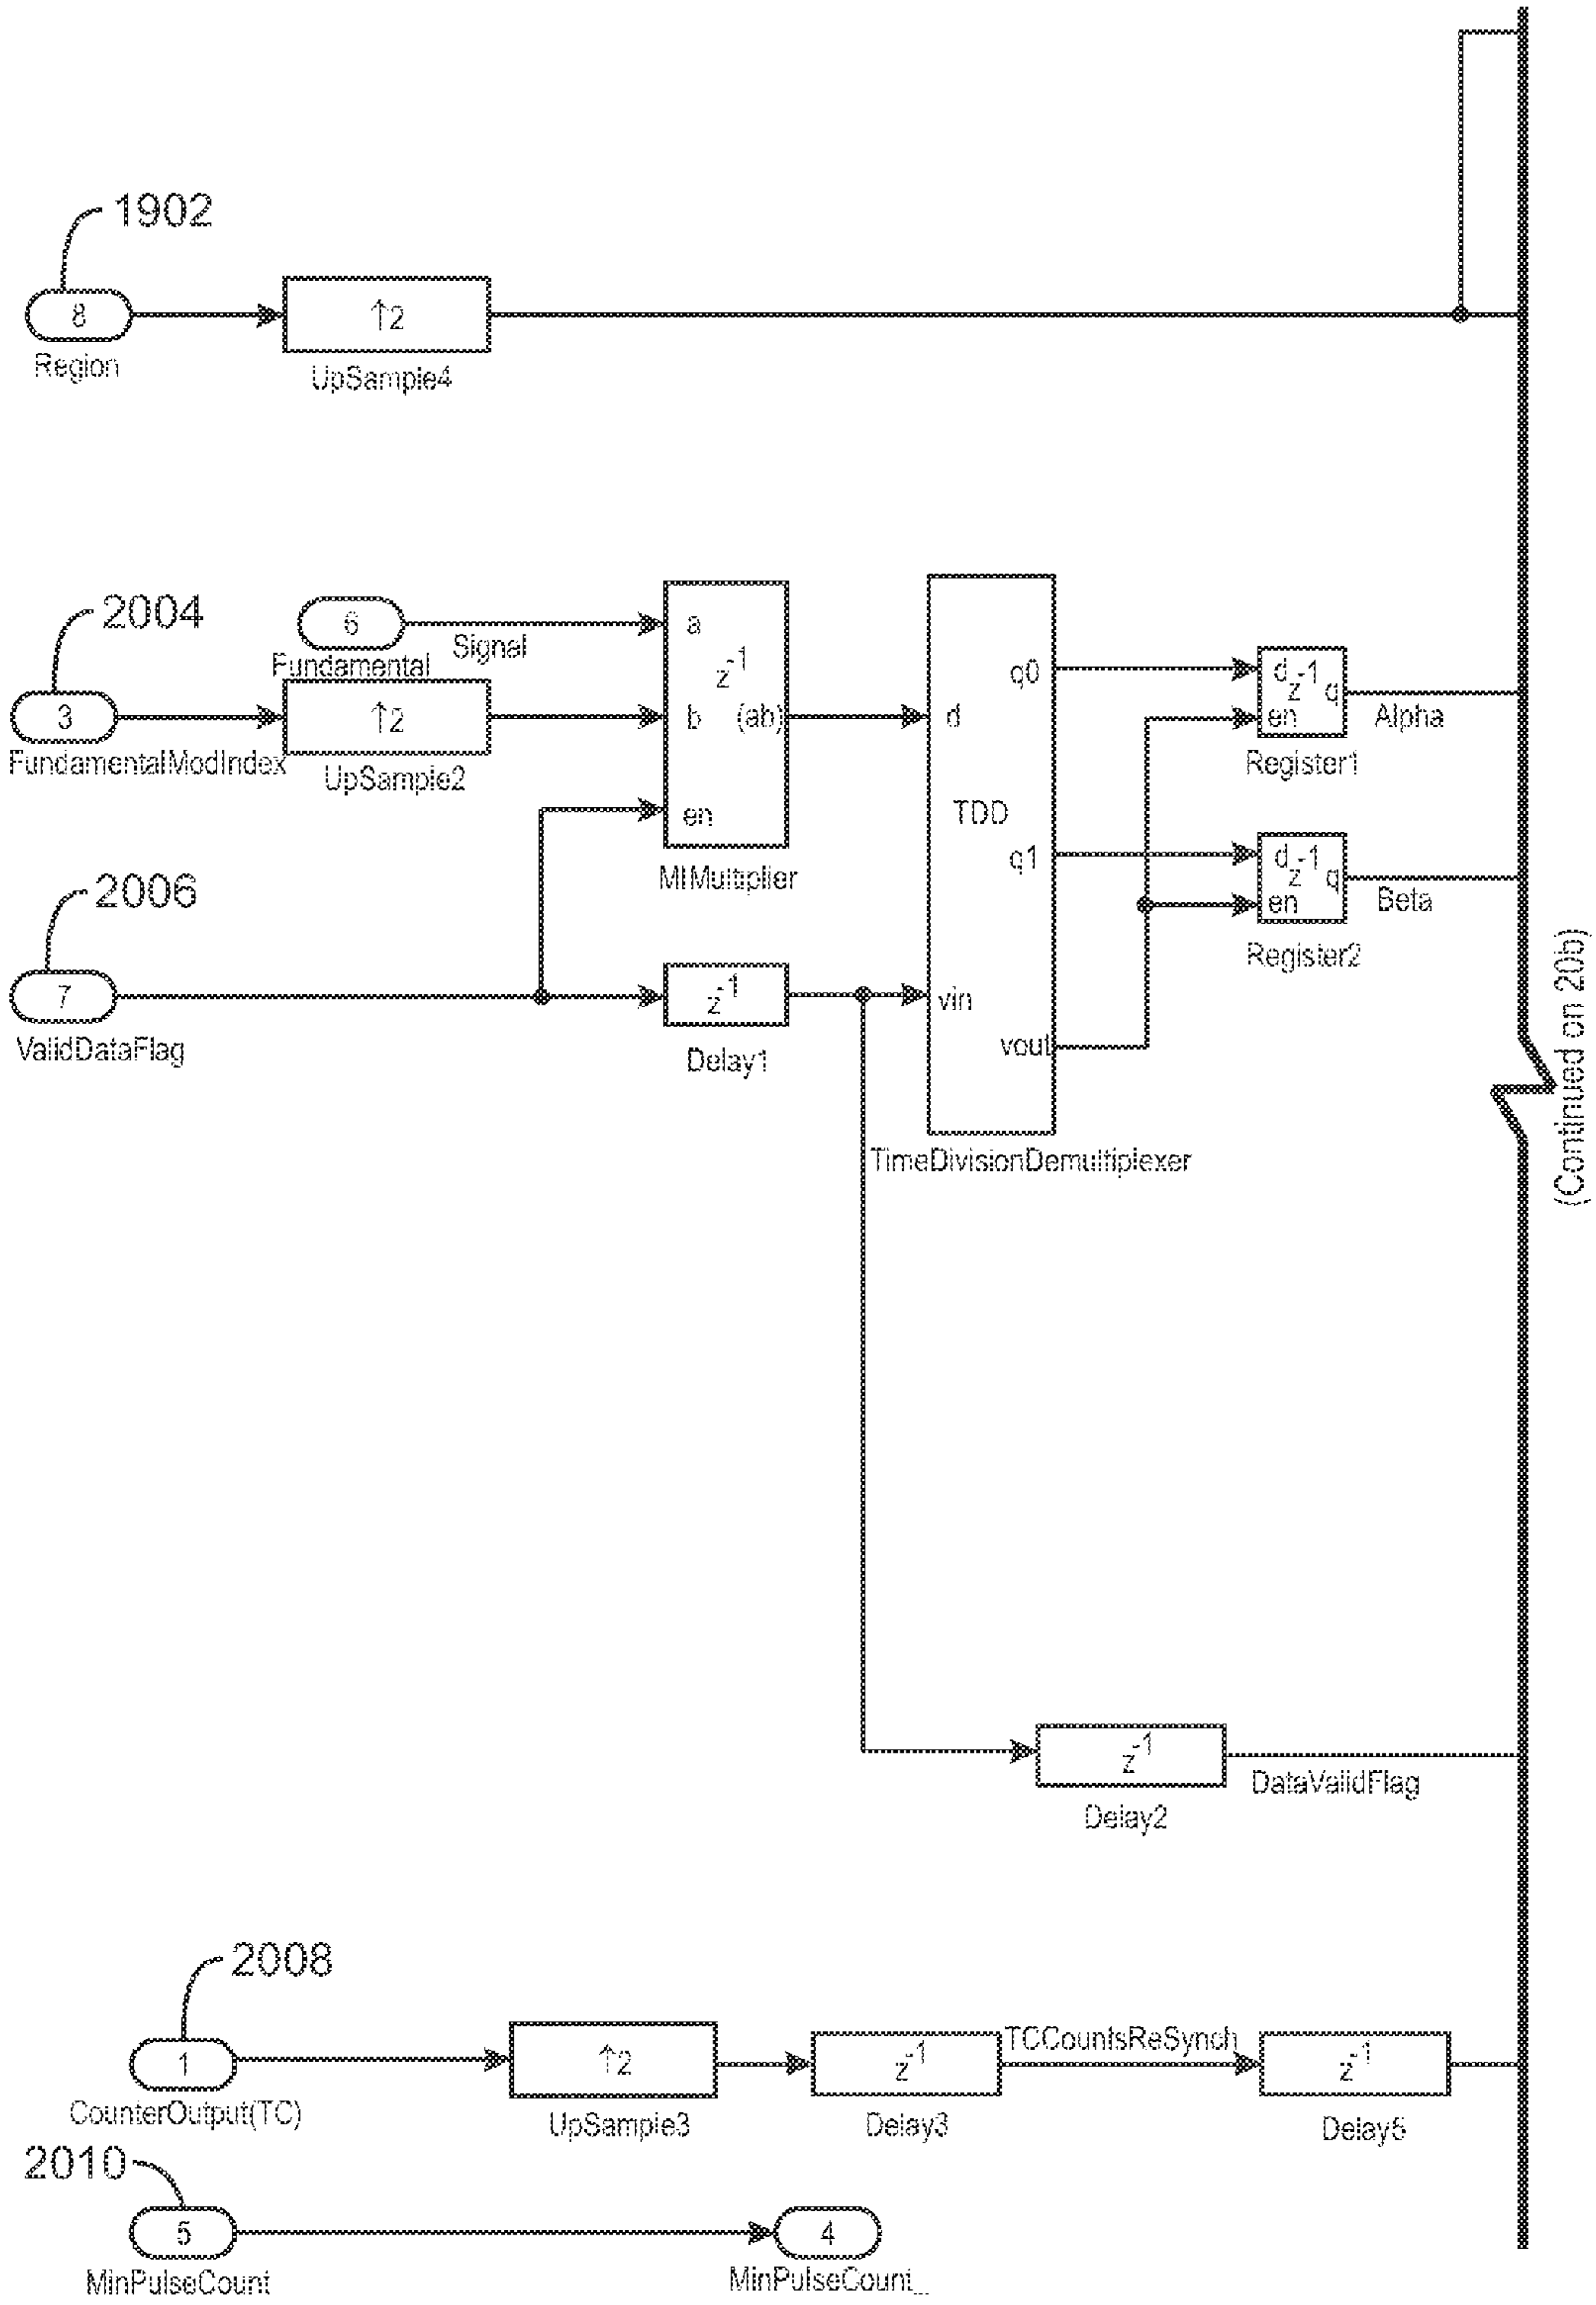 1902
8
Region
↑2
UpSample4
2004
6
Fundamental
Signal
3
FundamentalModIndex
↑2
UpSample2
a
z-1
b
(ab)
en
MIMultiplier
d
q0
TDD
q1
vin
vout
TimeDivisionDemultiplexer
d
z-1
q
en
Register1
Alpha
d
z-1
q
en
Register2
Beta
2006
7
ValidDataFlag
z-1
Delay1
(Continued on 20b)
z-1
Delay2
DataValidFlag
2008
1
CounterOutput(TC)
↑2
UpSample3
z-1
Delay3
TCCountsReSynch
z-1
Delay5
2010
5
MinPulseCount
4
MinPulseCount_